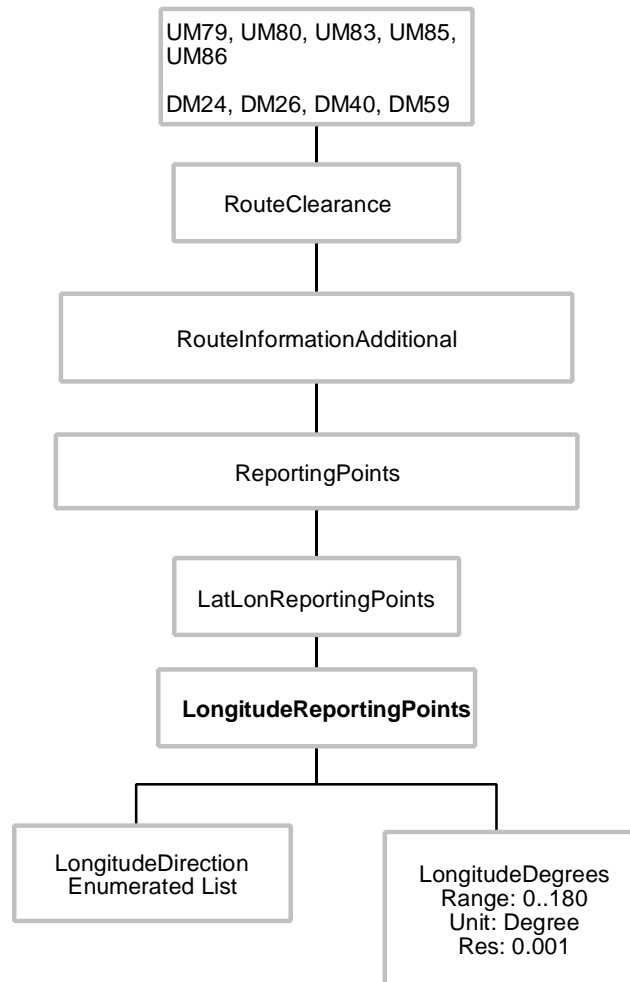 UM79, UM80, UM83, UM85,
UM86
DM24, DM26, DM40, DM59
RouteClearance
RouteInformationAdditional
ReportingPoints
LatLonReportingPoints
LongitudeReportingPoints
LongitudeDirection
Enumerated List
LongitudeDegrees
Range: 0..180
Unit: Degree
Res: 0.001